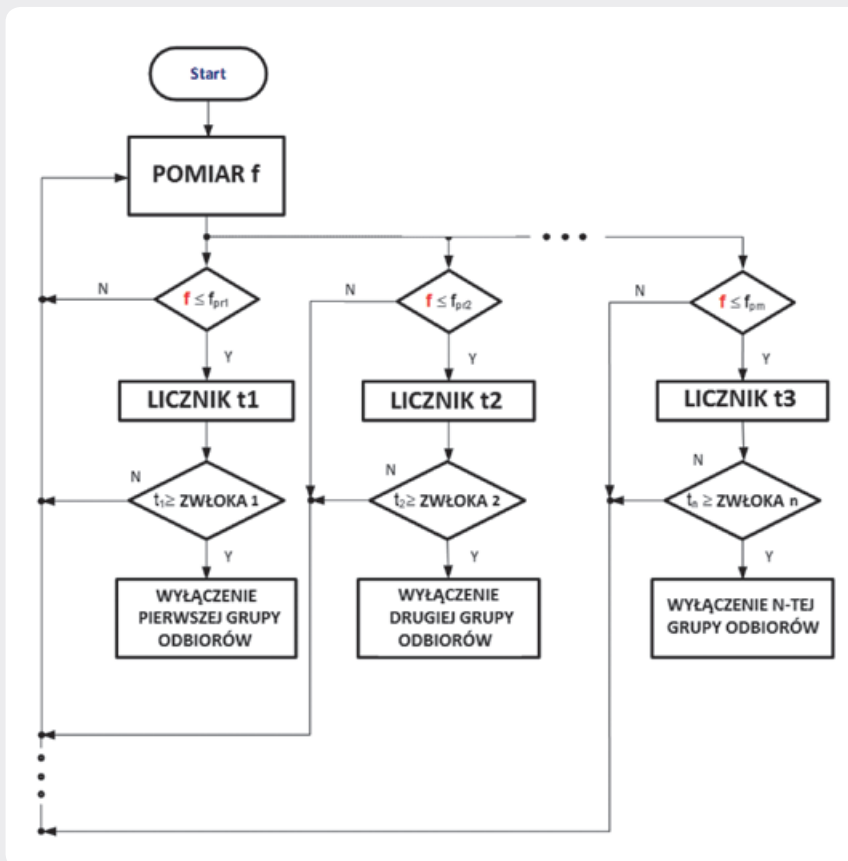 Start
POMIAR f
N
f ≤ fpr1
N
f ≤ fpr2
N
f ≤ fpm
Y
Y
Y
LICZNIK t1
LICZNIK t2
LICZNIK t3
N
t1≥ ZWŁOKA 1
N
t2≥ ZWŁOKA 2
N
tn ≥ ZWŁOKA n
Y
Y
Y
WYŁĄCZENIE
PIERWSZEJ GRUPY
ODBIORÓW
WYŁĄCZENIE
DRUGIEJ GRUPY
ODBIORÓW
WYŁĄCZENIE N-TEJ
GRUPY ODBIORÓW